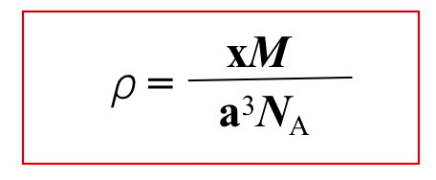 ρ = xM / a³N_A